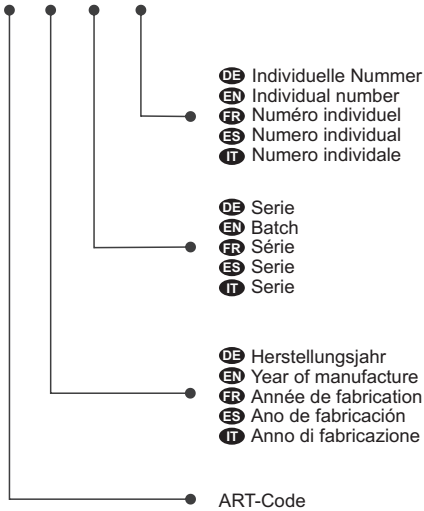 DE Individuelle Nummer
EN Individual number
FR Numéro individuel
ES Numero individual
IT Numero individale
DE Serie
EN Batch
FR Série
ES Serie
IT Serie
DE Herstellungsjahr
EN Year of manufacture
FR Année de fabrication
ES Ano de fabricación
IT Anno di fabricazione
ART-Code